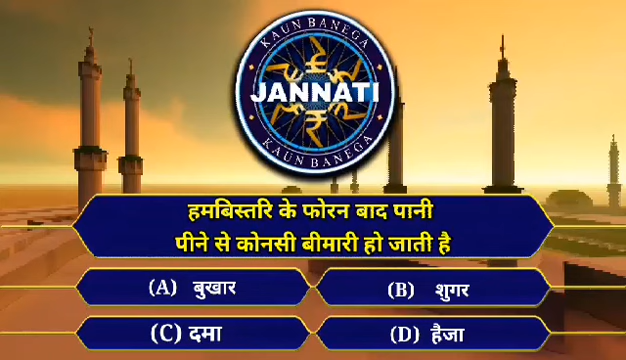 KAUN BANEGA
JANNATI
KAUN BANEGA
हमबिस्तरि के फोरन बाद पानी
पीने से कोनसी बीमारी हो जाती है
(A) बुखार
(B) शुगर
(C) दमा
(D) हैजा